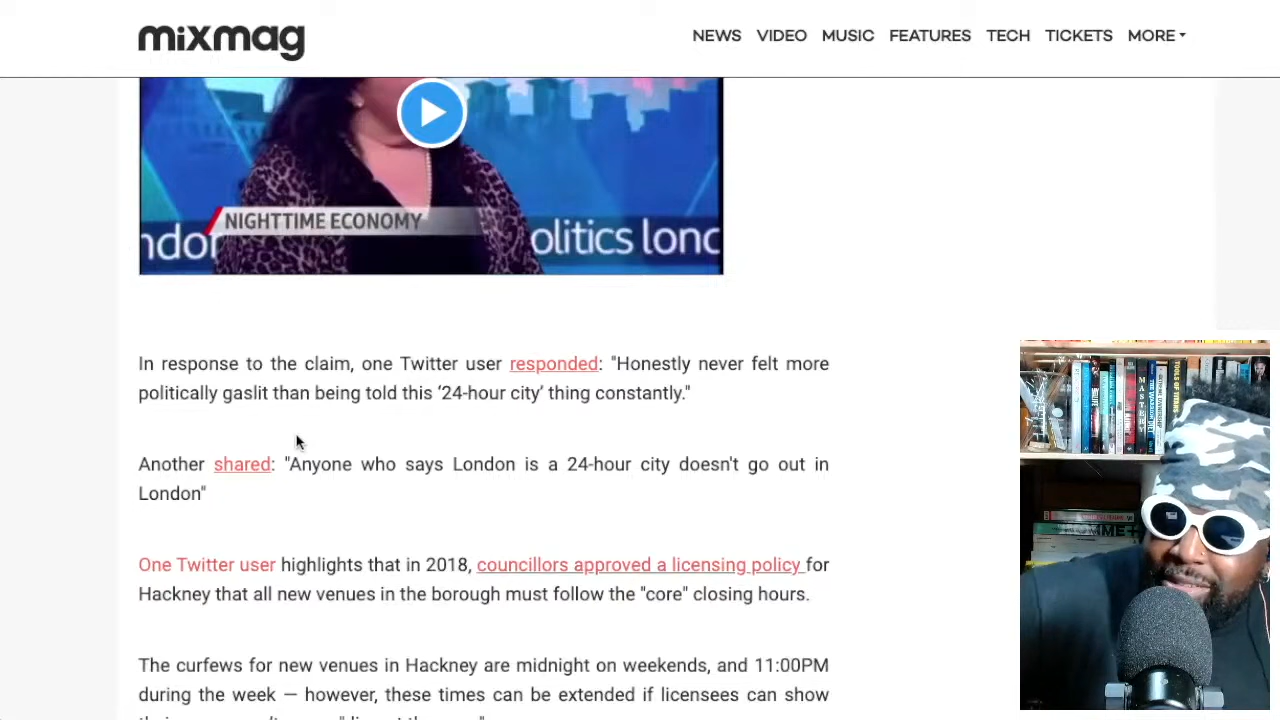 mixmag
NEWS VIDEO MUSIC FEATURES TECH TICKETS MORE
NIGHTTIME ECONOMY
olitics lond
In response to the claim, one Twitter user responded: "Honestly never felt more
politically gaslit than being told this ‘24-hour city’ thing constantly."
Another shared: "Anyone who says London is a 24-hour city doesn't go out in
London"
One Twitter user highlights that in 2018, councillors approved a licensing policy for
Hackney that all new venues in the borough must follow the "core" closing hours.
The curfews for new venues in Hackney are midnight on weekends, and 11:00PM
during the week — however, these times can be extended if licensees can show
MASTERY
TOOLS OF TITANS